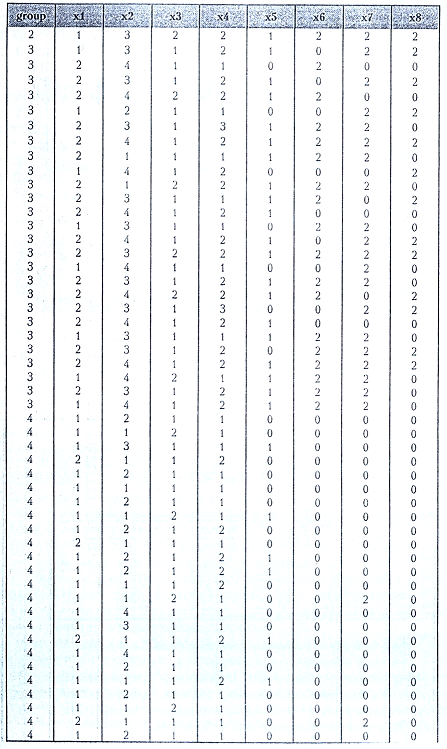 group x1 x2 x3 x4 x5 x6 x7 x8
2 1 3 2 2 1 2 2 2
3 1 3 1 2 1 0 2 2
3 2 4 1 1 0 2 0 0
3 2 3 1 2 1 0 2 2
3 2 4 2 2 1 2 0 0
3 1 2 1 1 0 0 2 2
3 2 3 1 3 1 2 2 0
3 2 4 1 2 1 2 2 2
3 2 1 1 1 1 2 2 0
3 1 4 1 2 0 0 0 2
3 2 1 2 2 1 2 2 0
3 2 3 1 1 1 2 0 2
3 2 4 1 2 1 0 0 0
3 1 3 1 1 0 2 2 0
3 2 4 1 2 1 0 2 2
3 2 3 2 2 1 2 2 2
3 1 4 1 1 0 0 2 0
3 2 3 1 2 1 2 2 0
3 2 4 2 2 1 2 0 2
3 2 3 1 3 0 0 2 2
3 2 4 1 2 1 0 0 0
3 1 3 1 1 1 2 2 0
3 2 3 1 2 0 2 2 2
3 2 4 1 2 1 2 2 2
3 1 4 2 1 1 2 2 0
3 2 3 1 2 1 2 2 0
3 1 4 1 2 1 2 2 0
4 1 2 1 1 0 0 0 0
4 1 1 2 1 0 0 0 0
4 1 3 1 1 1 0 0 0
4 2 1 1 2 0 0 0 0
4 1 2 1 1 0 0 0 0
4 1 1 1 1 0 0 0 0
4 1 2 1 1 0 0 0 0
4 1 1 2 1 1 0 0 0
4 1 2 1 2 0 0 0 0
4 2 1 1 1 0 0 0 0
4 1 2 1 2 1 0 0 0
4 1 2 1 2 1 0 0 0
4 1 1 1 2 0 0 0 0
4 1 1 2 1 0 0 2 0
4 1 4 1 1 0 0 0 0
4 1 3 1 1 0 0 0 0
4 2 1 1 2 1 0 0 0
4 1 4 1 1 0 0 0 0
4 1 2 1 1 0 0 0 0
4 1 1 1 2 1 0 0 0
4 1 2 1 1 0 0 0 0
4 1 1 2 1 0 0 0 0
4 2 1 1 1 0 0 2 0
4 1 2 1 1 0 0 0 0